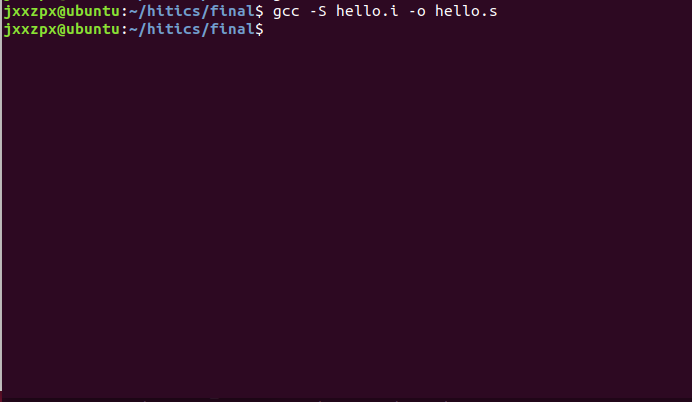 jxxzpx@ubuntu:~/hitics/final$ gcc -S hello.i -o hello.s
jxxzpx@ubuntu:~/hitics/final$